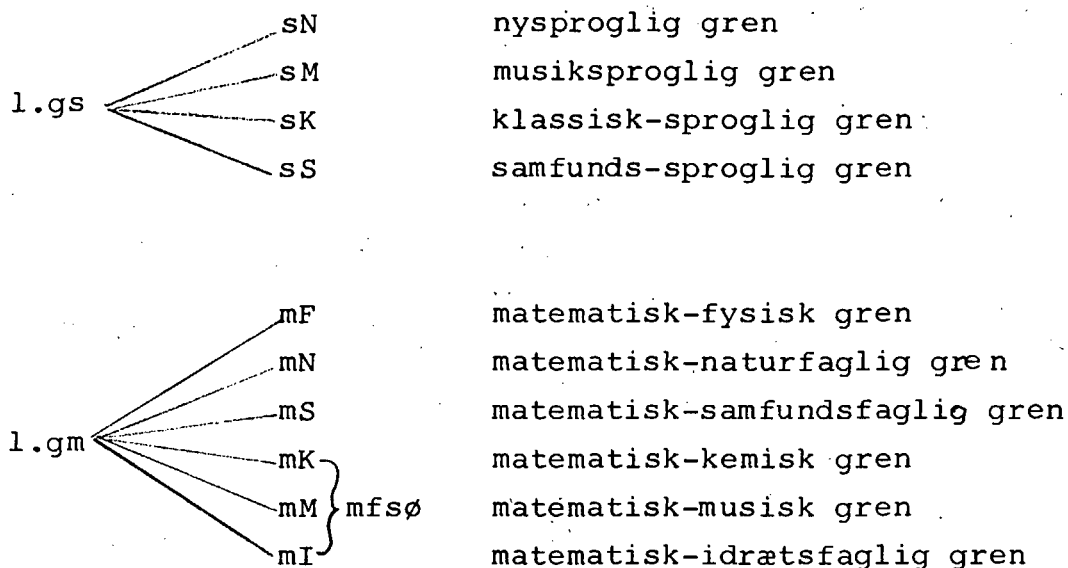 sN nysproglig gren
sM musiksproglig gren
1.gs
sK klassisk-sproglig gren
sS samfunds-sproglig gren
mF matematisk-fysisk gren
mN matematisk-naturfaglig gren
mS matematisk-samfundsfaglig gren
1.gm
mK matematisk-kemisk gren
mM mfsø matematisk-musisk gren
mI matematisk-idrætsfaglig gren